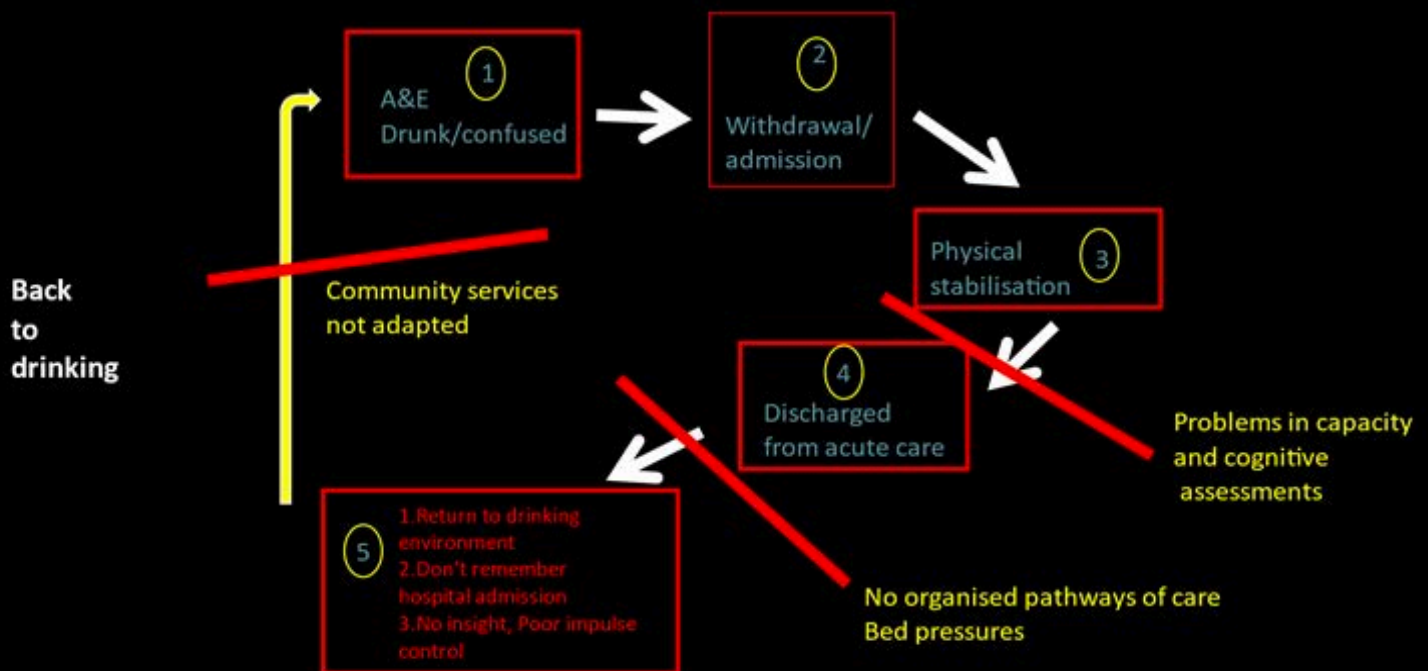 1
A&E
Drunk/confused
2
Withdrawal/
admission
Physical
stabilisation
3
4
Discharged
from acute care
5
1.Return to drinking
environment
2.Don't remember
hospital admission
3.No insight, Poor impulse
control
Back
to
drinking
Community services
not adapted
Problems in capacity
and cognitive
assessments
No organised pathways of care
Bed pressures